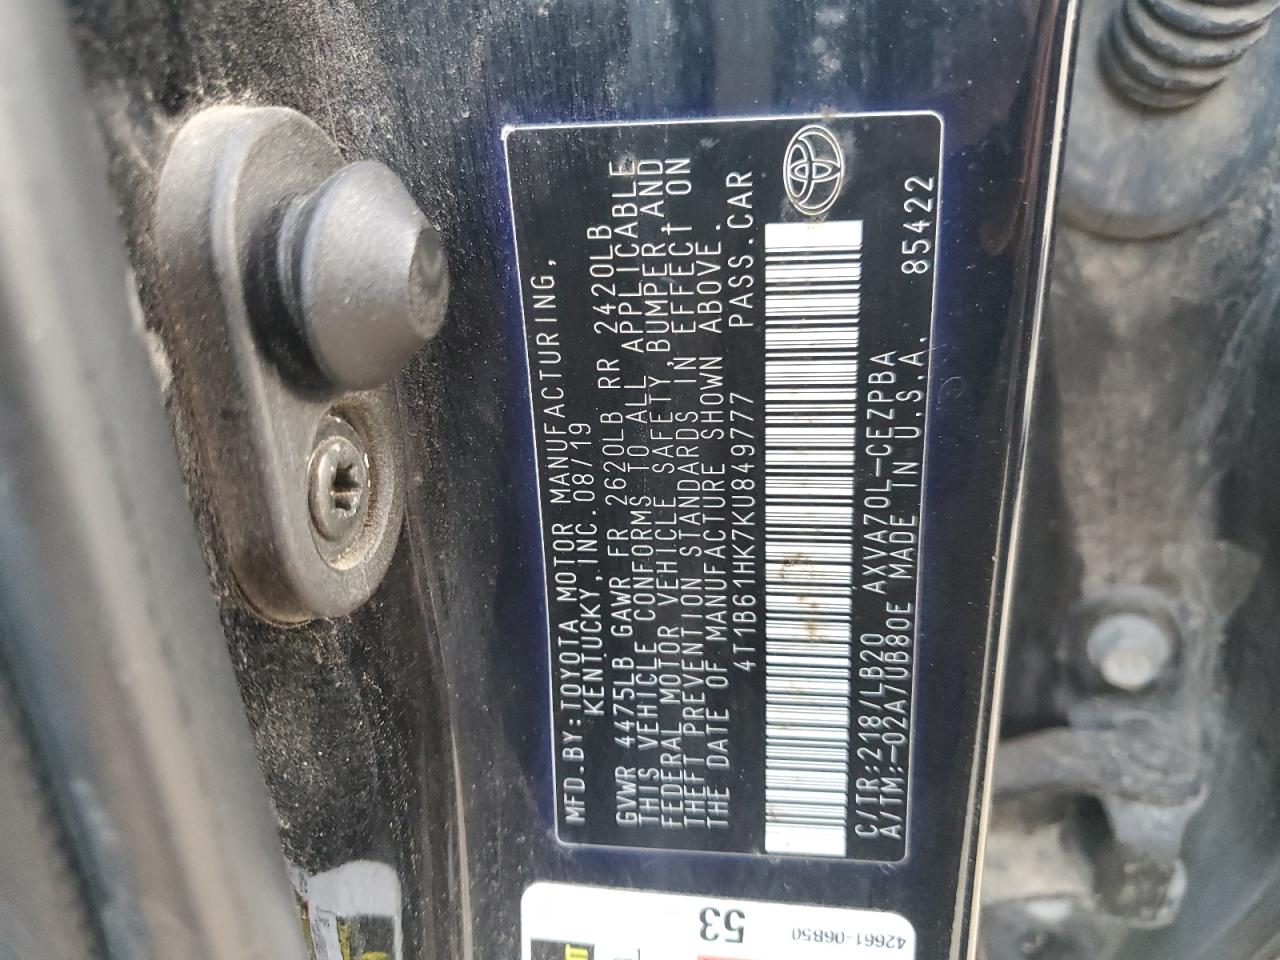 MFD.BY:TOYOTA MOTOR MANUFACTURING,
KENTUCKY,INC.08/19
GVWR 4475LB GAWR FR 2620LB RR 2420LB
THIS VEHICLE CONFORMS TO ALL APPLICABLE
FEDERAL MOTOR VEHICLE SAFETY,BUMPER,AND
THEFT PREVENTION STANDARDS IN EFFECT ON
THE DATE OF MANUFACTURE SHOWN ABOVE.
4T1B61HK7KU849777 PASS.CAR
C/TR:218/LB20 AXVA70L-CEZPBA
A/TM:-02A/UB80E MADE IN U.S.A. 85422
53
42661-06B50